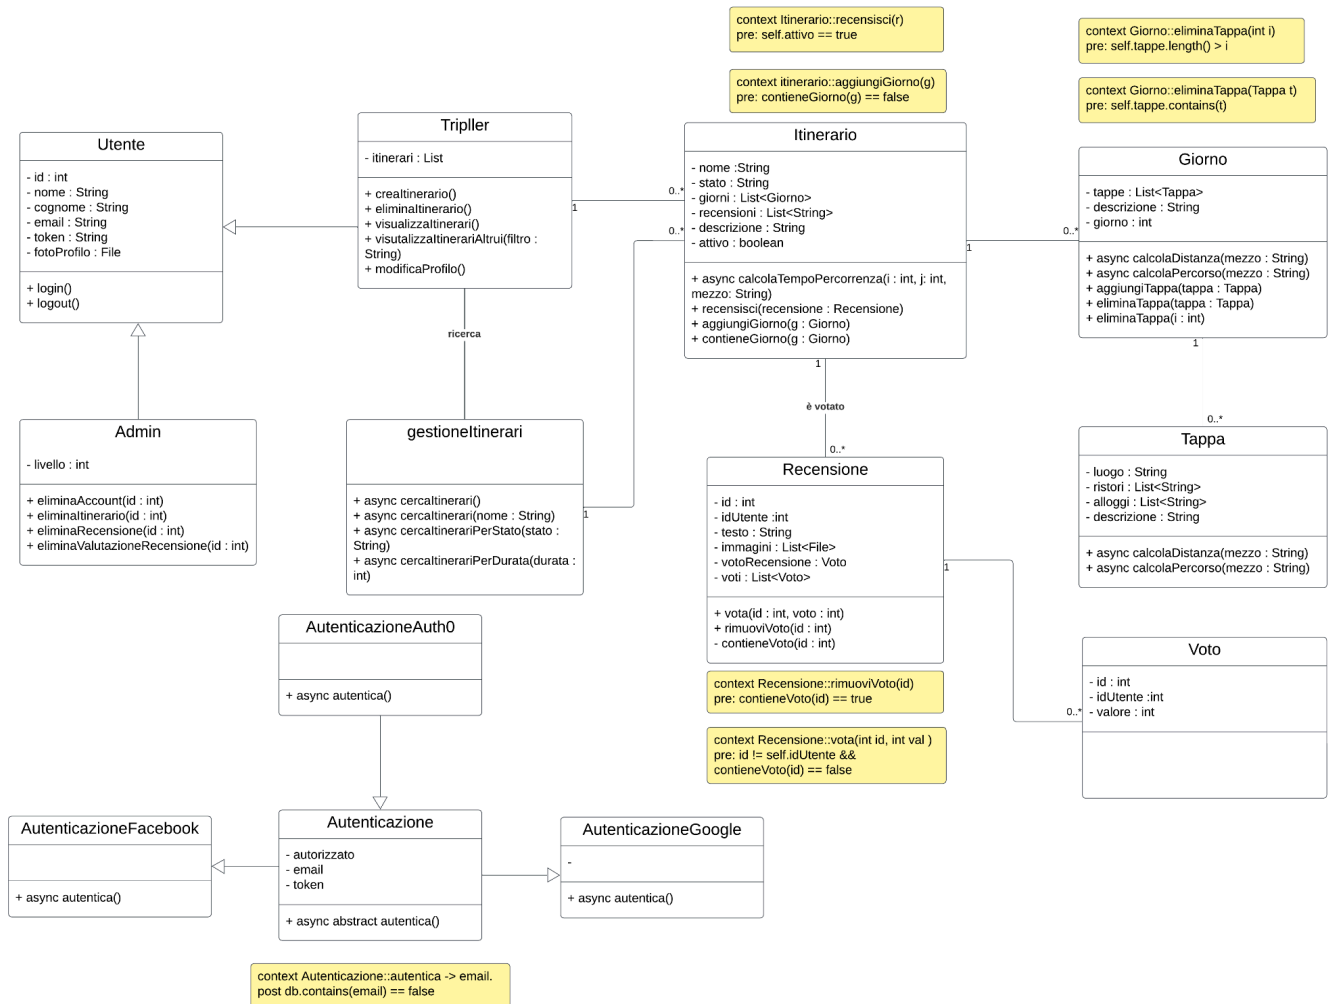 context Itinerario::recensisci(r)
pre: self.attivo == true
context itinerario::aggiungiGiorno(g)
pre: contieneGiorno(g) == false
context Giorno::eliminaTappa(int i)
pre: self.tappe.length() > i
context Giorno::eliminaTappa(Tappa t)
pre: self.tappe.contains(t)
Utente
- id : int
- nome : String
- cognome : String
- email : String
- token : String
- fotoProfilo : File
+ login()
+ logout()
Tripller
- itinerari : List
+ creaItinerario()
+ eliminaItinerario()
+ visualizzaItinerari()
+ visutalizzaItinerariAltrui(filtro :
String)
+ modificaProfilo()
1
0..*
0..*
Itinerario
- nome :String
- stato : String
- giorni : List<Giorno>
- recensioni : List<String>
- descrizione : String
- attivo : boolean
+ async calcolaTempoPercorrenza(i : int, j: int,
mezzo: String)
+ recensisci(recensione : Recensione)
+ aggiungiGiorno(g : Giorno)
+ contieneGiorno(g : Giorno)
1
0..*
Giorno
- tappe : List<Tappa>
- descrizione : String
- giorno : int
+ async calcolaDistanza(mezzo : String)
+ async calcolaPercorso(mezzo : String)
+ aggiungiTappa(tappa : Tappa)
+ eliminaTappa(tappa : Tappa)
+ eliminaTappa(i : int)
1
0..*
ricerca
1
è votato
0..*
Admin
- livello : int
+ eliminaAccount(id : int)
+ eliminaItinerario(id : int)
+ eliminaRecensione(id : int)
+ eliminaValutazioneRecensione(id : int)
gestioneItinerari
+ async cercaItinerari()
+ async cercaItinerari(nome : String)
+ async cercaItinerariPerStato(stato :
String)
+ async cercaItinerariPerDurata(durata :
int)
1
Recensione
- id : int
- idUtente :int
- testo : String
- immagini : List<File>
- votoRecensione : Voto
- voti : List<Voto>
+ vota(id : int, voto : int)
+ rimuoviVoto(id : int)
- contieneVoto(id : int)
1
0..*
Tappa
- luogo : String
- ristori : List<String>
- alloggi : List<String>
- descrizione : String
+ async calcolaDistanza(mezzo : String)
+ async calcolaPercorso(mezzo : String)
context Recensione::rimuoviVoto(id)
pre: contieneVoto(id) == true
context Recensione::vota(int id, int val )
pre: id != self.idUtente &&
contieneVoto(id) == false
Voto
- id : int
- idUtente :int
- valore : int
AutenticazioneAuth0
+ async autentica()
AutenticazioneFacebook
+ async autentica()
Autenticazione
- autorizzato
- email
- token
+ async abstract autentica()
AutenticazioneGoogle
-
+ async autentica()
context Autenticazione::autentica -> email.
post db.contains(email) == false